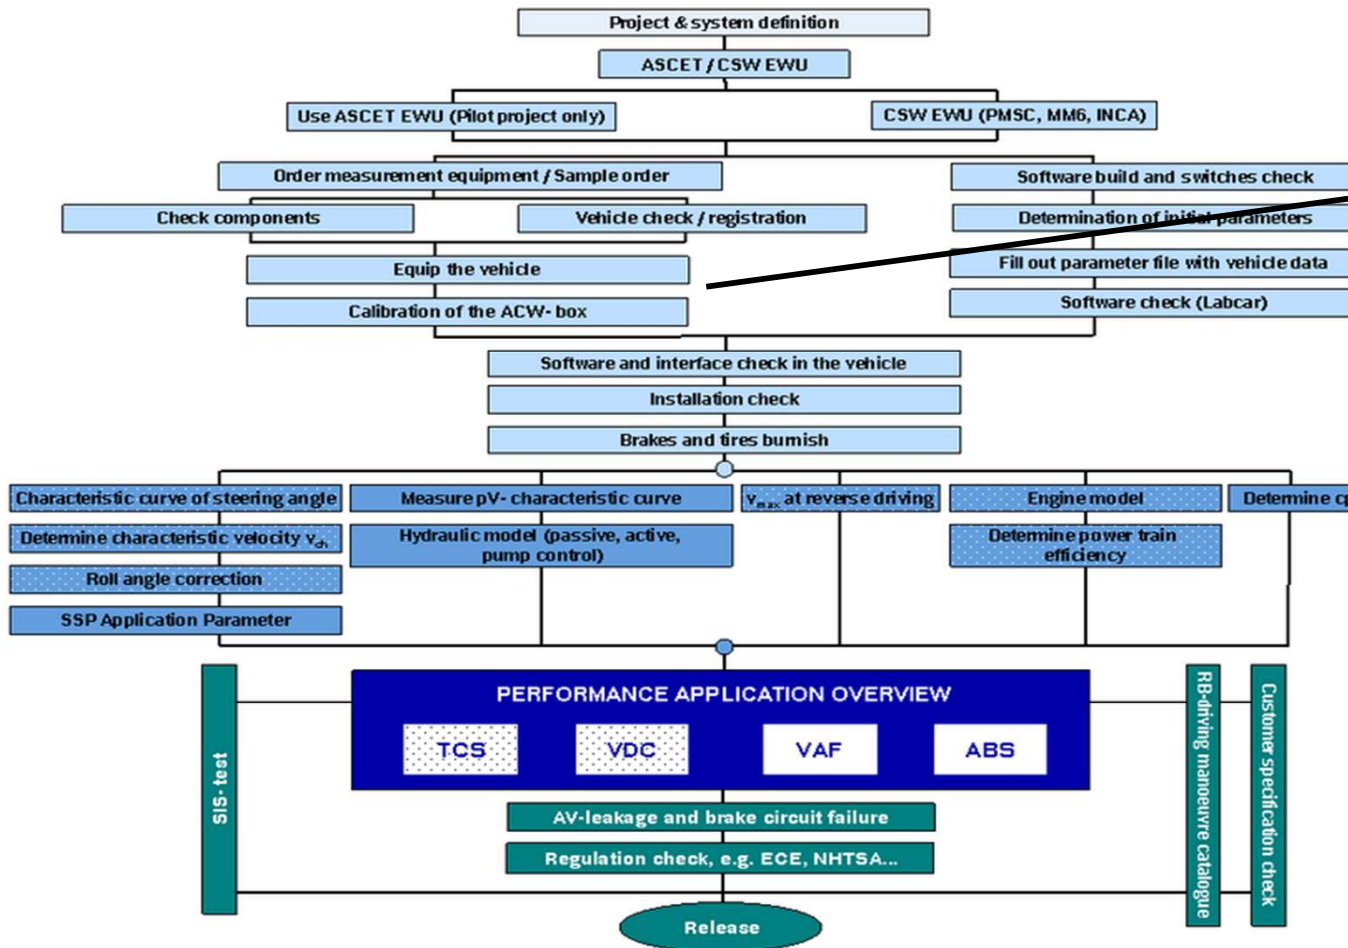 Project & system definition
ASCET / CSW EWU
Use ASCET EWU (Pilot project only)
CSW EWU (PMSC, MM6, INCA)
Order measurement equipment / Sample order
Software build and switches check
Check components
Vehicle check / registration
Determination of initial parameters
Equip the vehicle
Fill out parameter file with vehicle data
Calibration of the ACW- box
Software check (Labcar)
Software and interface check in the vehicle
Installation check
Brakes and tires burnish
Characteristic curve of steering angle
Measure pV- characteristic curve
vmax at reverse driving
Engine model
Determine cp
Determine characteristic velocity vch
Hydraulic model (passive, active,
pump control)
Determine power train
efficiency
Roll angle correction
SSP Application Parameter
SIS- test
PERFORMANCE APPLICATION OVERVIEW
TCS
VDC
VAF
ABS
RB-driving manoeuvre catalogue
Customer specification check
AV-leakage and brake circuit failure
Regulation check, e.g. ECE, NHTSA...
Release